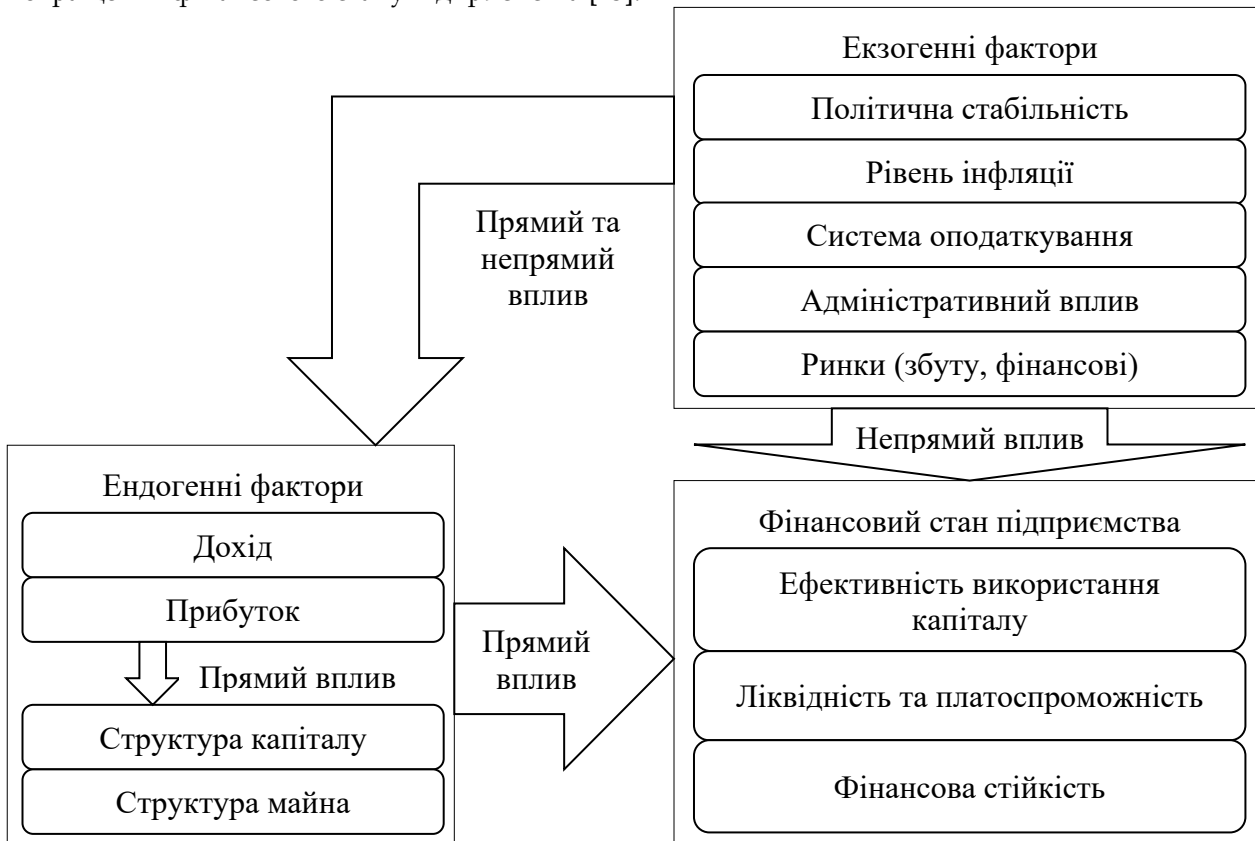 Екзогенні фактори
Політична стабільність
Рівень інфляції
Система оподаткування
Адміністративний вплив
Ринки (збуту, фінансові)
Прямий та
непрямий
вплив
Непрямий вплив
Ендогенні фактори
Дохід
Прибуток
Прямий вплив
Структура капіталу
Структура майна
Прямий
вплив
Фінансовий стан підприємства
Ефективність використання
капіталу
Ліквідність та платоспроможність
Фінансова стійкість